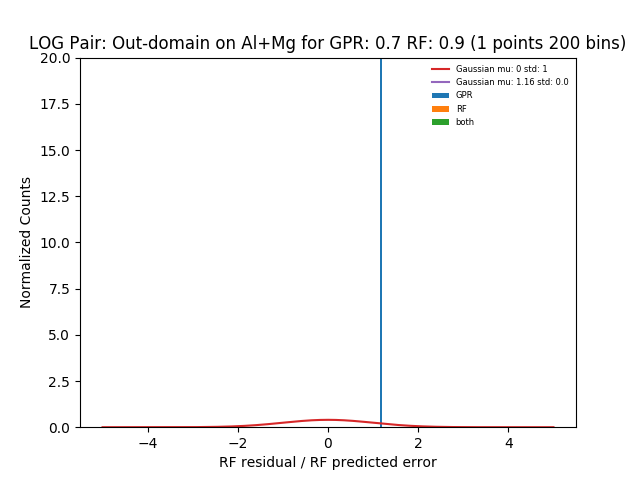 LOG Pair: Out-domain on Al+Mg for GPR: 0.7 RF: 0.9 (1 points 200 bins)
Gaussian mu: 0 std: 1
Gaussian mu: 1.16 std: 0.0
GPR
RF
both
Normalized Counts
20.0
17.5
15.0
12.5
10.0
7.5
5.0
2.5
0.0
−4
−2
0
2
4
RF residual / RF predicted error